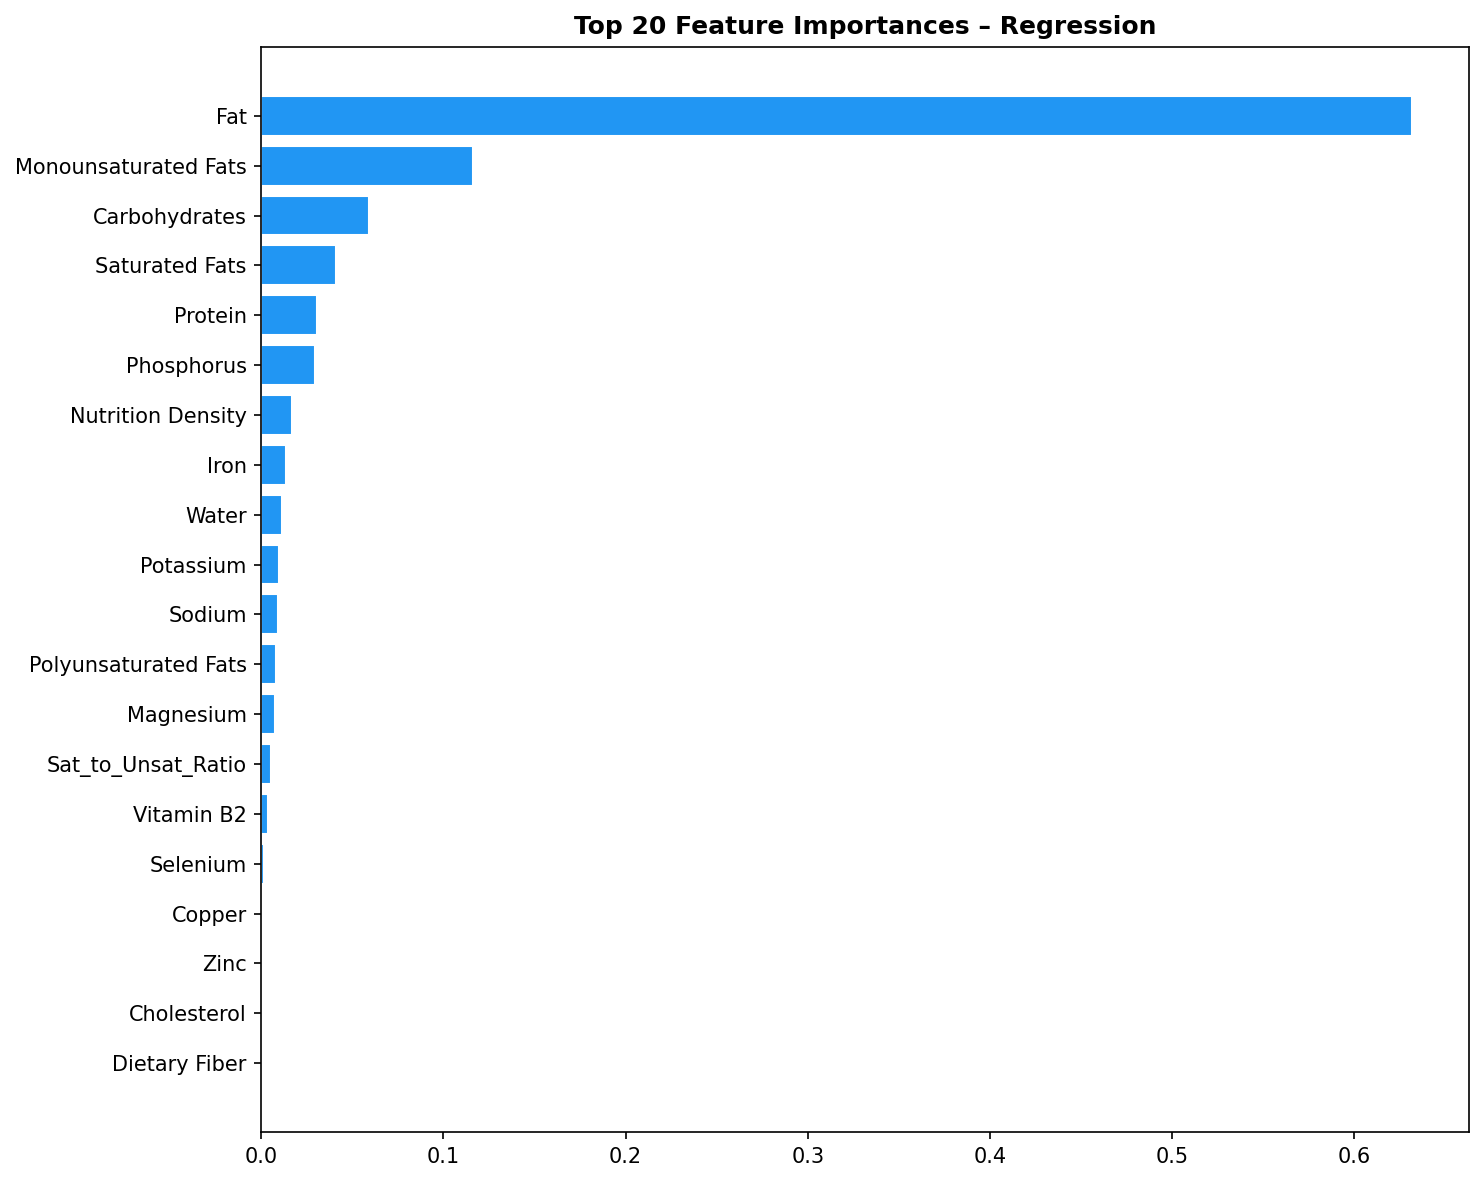 Top 20 Feature Importances – Regression
Fat
Monounsaturated Fats
Carbohydrates
Saturated Fats
Protein
Phosphorus
Nutrition Density
Iron
Water
Potassium
Sodium
Polyunsaturated Fats
Magnesium
Sat_to_Unsat_Ratio
Vitamin B2
Selenium
Copper
Zinc
Cholesterol
Dietary Fiber
0.0 0.1 0.2 0.3 0.4 0.5 0.6